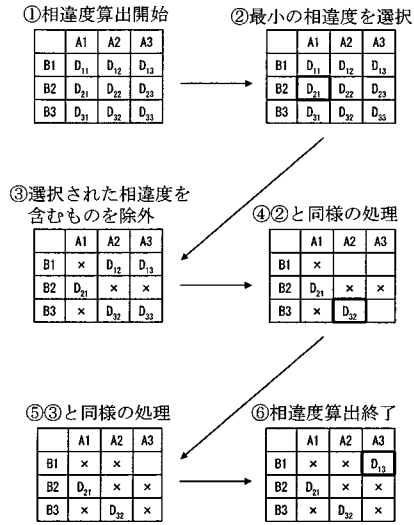 ①相違度算出開始
A1 A2 A3
B1 D11 D12 D13
B2 D21 D22 D23
B3 D31 D32 D33
②最小の相違度を選択
A1 A2 A3
B1 D11 D12 D13
B2 D21 D22 D23
B3 D31 D32 D33
③選択された相違度を
含むものを除外
A1 A2 A3
B1 × D12 D13
B2 D21 × ×
B3 × D32 D33
④②と同様の処理
A1 A2 A3
B1 ×
B2 D21 × ×
B3 × D32
⑤③と同様の処理
A1 A2 A3
B1 × ×
B2 D21 × ×
B3 × D32 ×
⑥相違度算出終了
A1 A2 A3
B1 × × D13
B2 D21 × ×
B3 × D32 ×